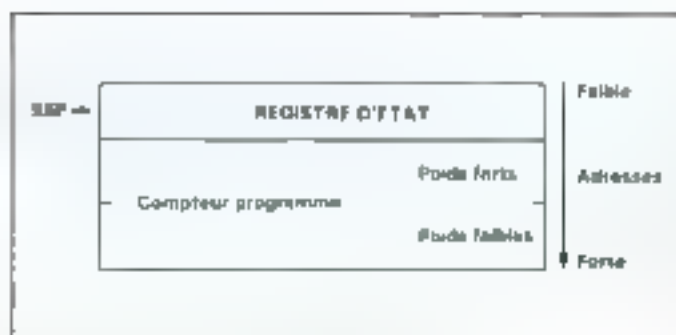 Faible
SSP →
REGISTRE D'ETAT
Poids forts
Compteur programme
Adresses
Poids faibles
Forte